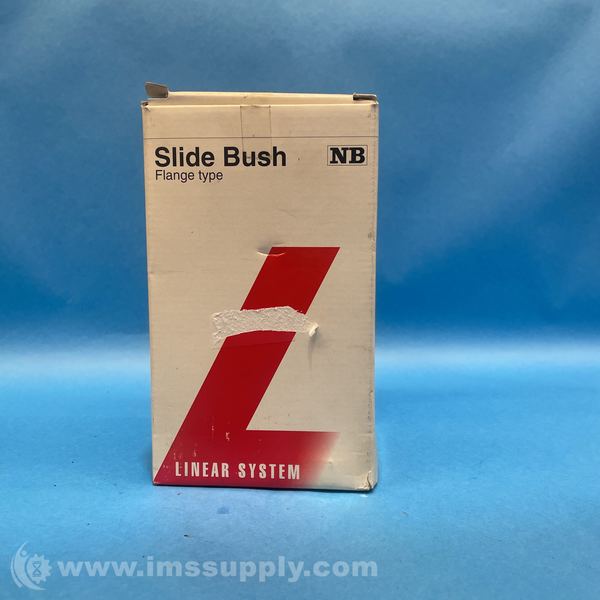 Slide Bush NB
Flange type
LINEAR SYSTEM
www.imssupply.com